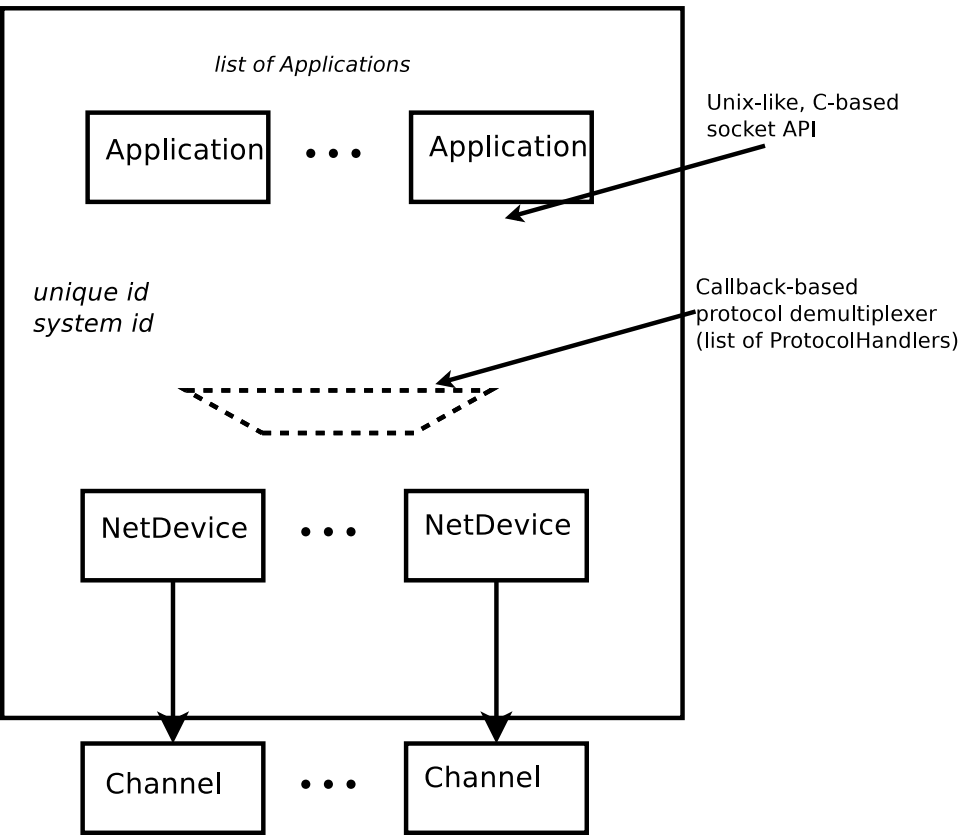 list of Applications
Unix-like, C-based
socket API
Application
Application
Callback-based
protocol demultiplexer
(list of ProtocolHandlers)
unique id
system id
NetDevice
NetDevice
Channel
Channel